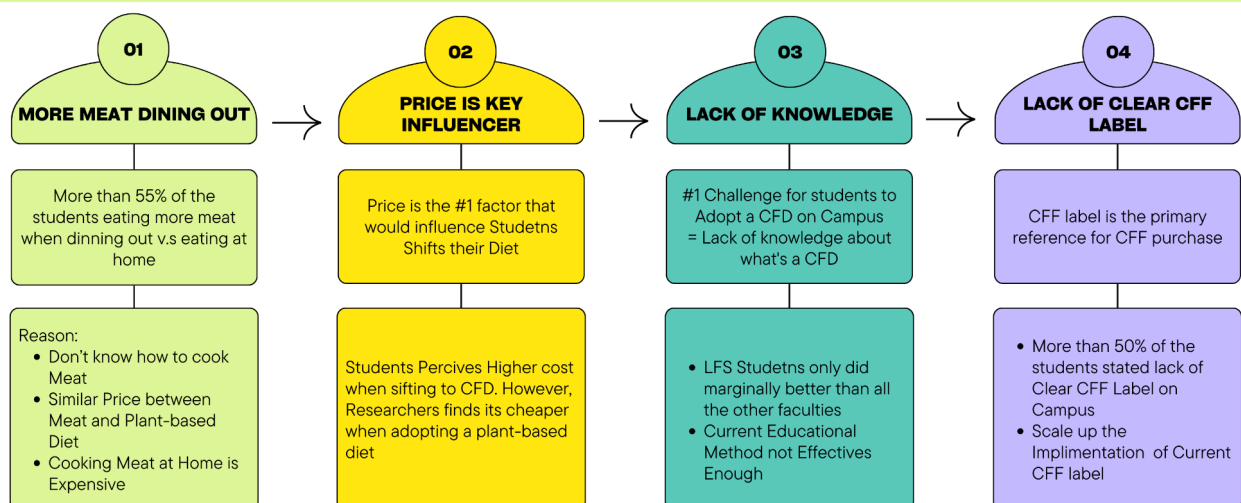 01
MORE MEAT DINING OUT
More than 55% of the
students eating more meat
when dinning out v.s eating at
home
Reason:
• Don't know how to cook
Meat
• Similar Price between
Meat and Plant-based
Diet
• Cooking Meat at Home is
Expensive
02
PRICE IS KEY
INFLUENCER
Price is the #1 factor that
would influence Studetns
Shifts their Diet
Students Percives Higher cost
when sifting to CFD. However,
Researchers finds its cheaper
when adopting a plant-based
diet
03
LACK OF KNOWLEDGE
#1 Challenge for students to
Adopt a CFD on Campus
= Lack of knowledge about
what's a CFD
• LFS Studetns only did
marginally better than all
the other faculties
• Current Educational
Method not Effectives
Enough
04
LACK OF CLEAR CFF
LABEL
CFF label is the primary
reference for CFF purchase
• More than 50% of the
students stated lack of
Clear CFF Label on
Campus
• Scale up the
Implimentation of Current
CFF label